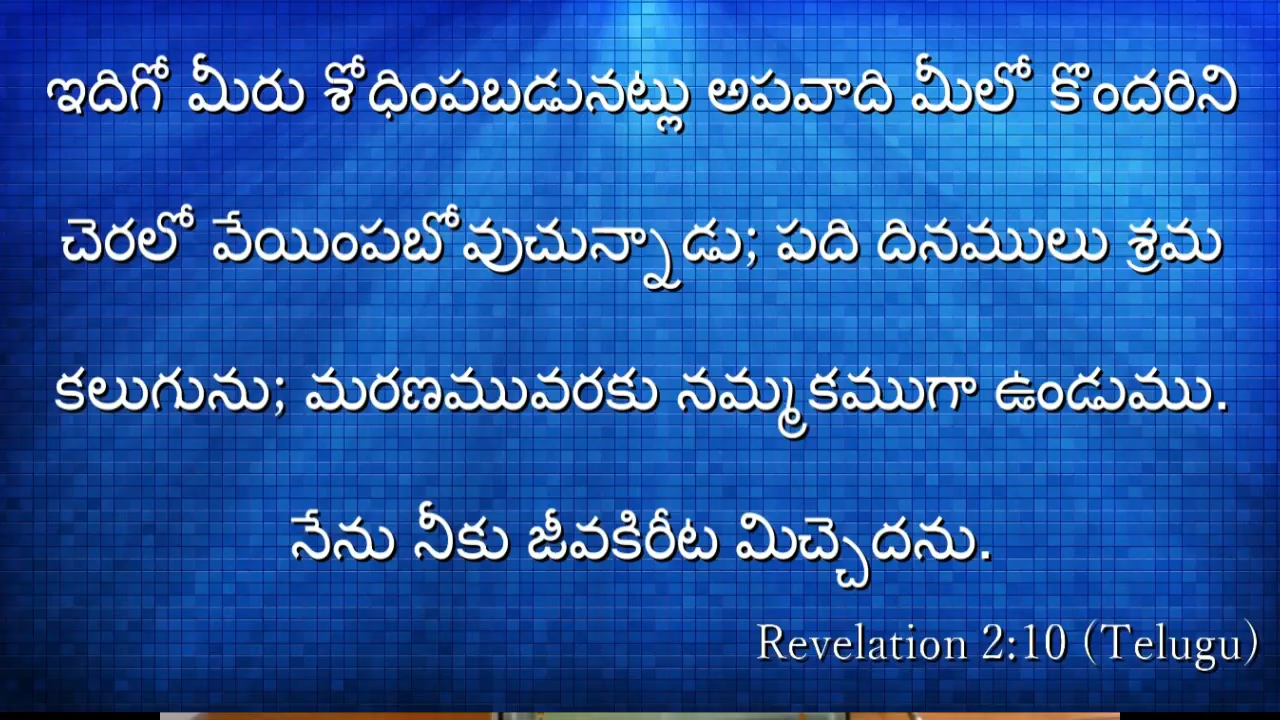 ఇదిగో మీరు శోధింపబడునట్లు అపవాది మీలో కొందరిని
చెరలో వేయింపబోవుచున్నాడు; పది దినములు శ్రమ
కలుగును; మరణమువరకు నమ్మకముగా ఉండుము.
నేను నీకు జీవకిరీట మిచ్చెదను.
Revelation 2:10 (Telugu)